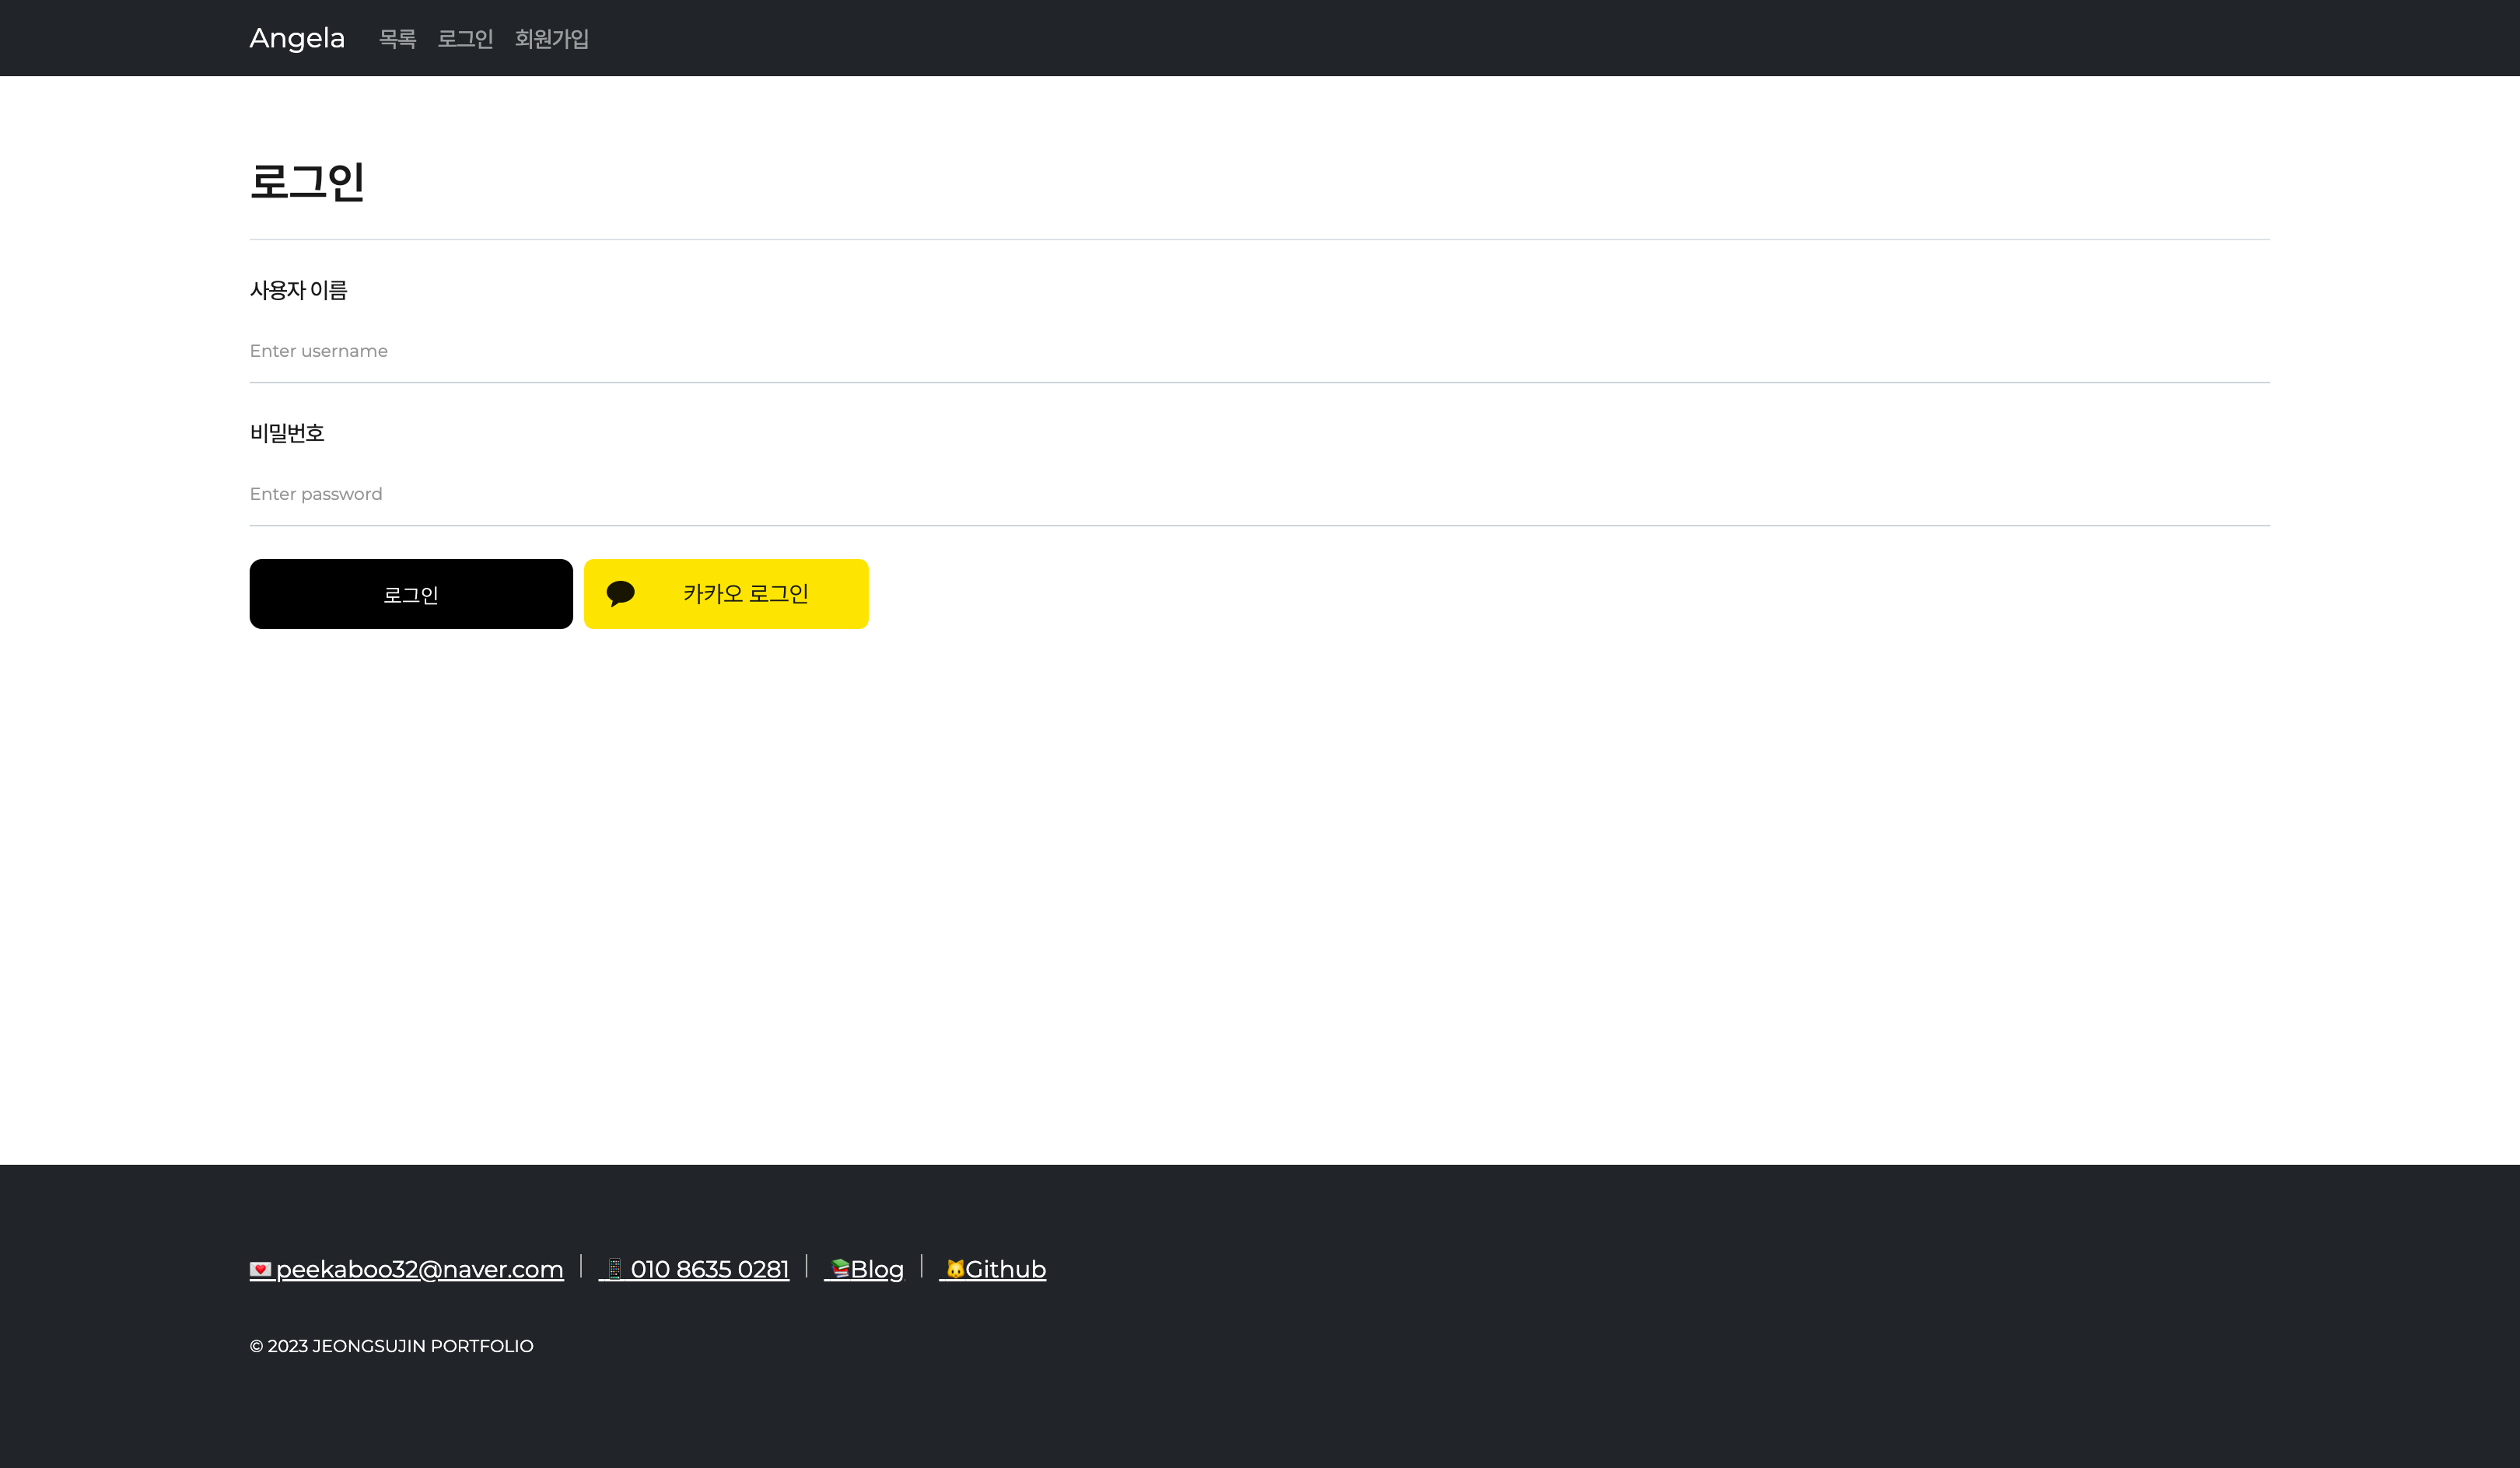 Angela 목록 로그인 회원가입
로그인
사용자 이름
Enter username
비밀번호
Enter password
로그인 카카오 로그인
💌 peekaboo32@naver.com | 📱 010 8635 0281 | 📚Blog | 🐱Github
© 2023 JEONGSUJIN PORTFOLIO